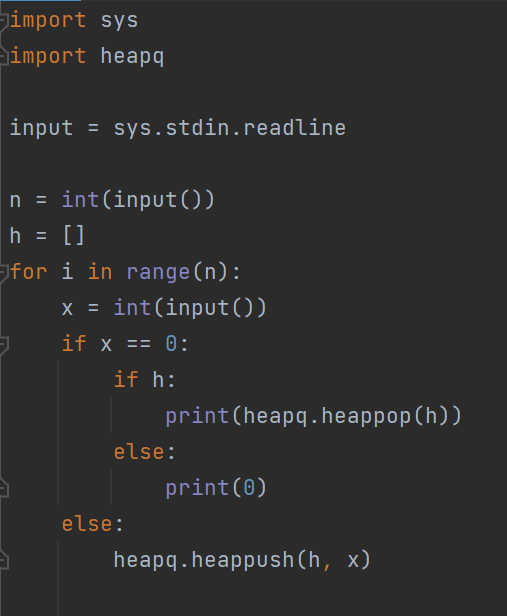 import sys
import heapq
input = sys.stdin.readline
n = int(input())
h = []
for i in range(n):
    x = int(input())
    if x == 0:
        if h:
            print(heapq.heappop(h))
        else:
            print(0)
    else:
        heapq.heappush(h, x)